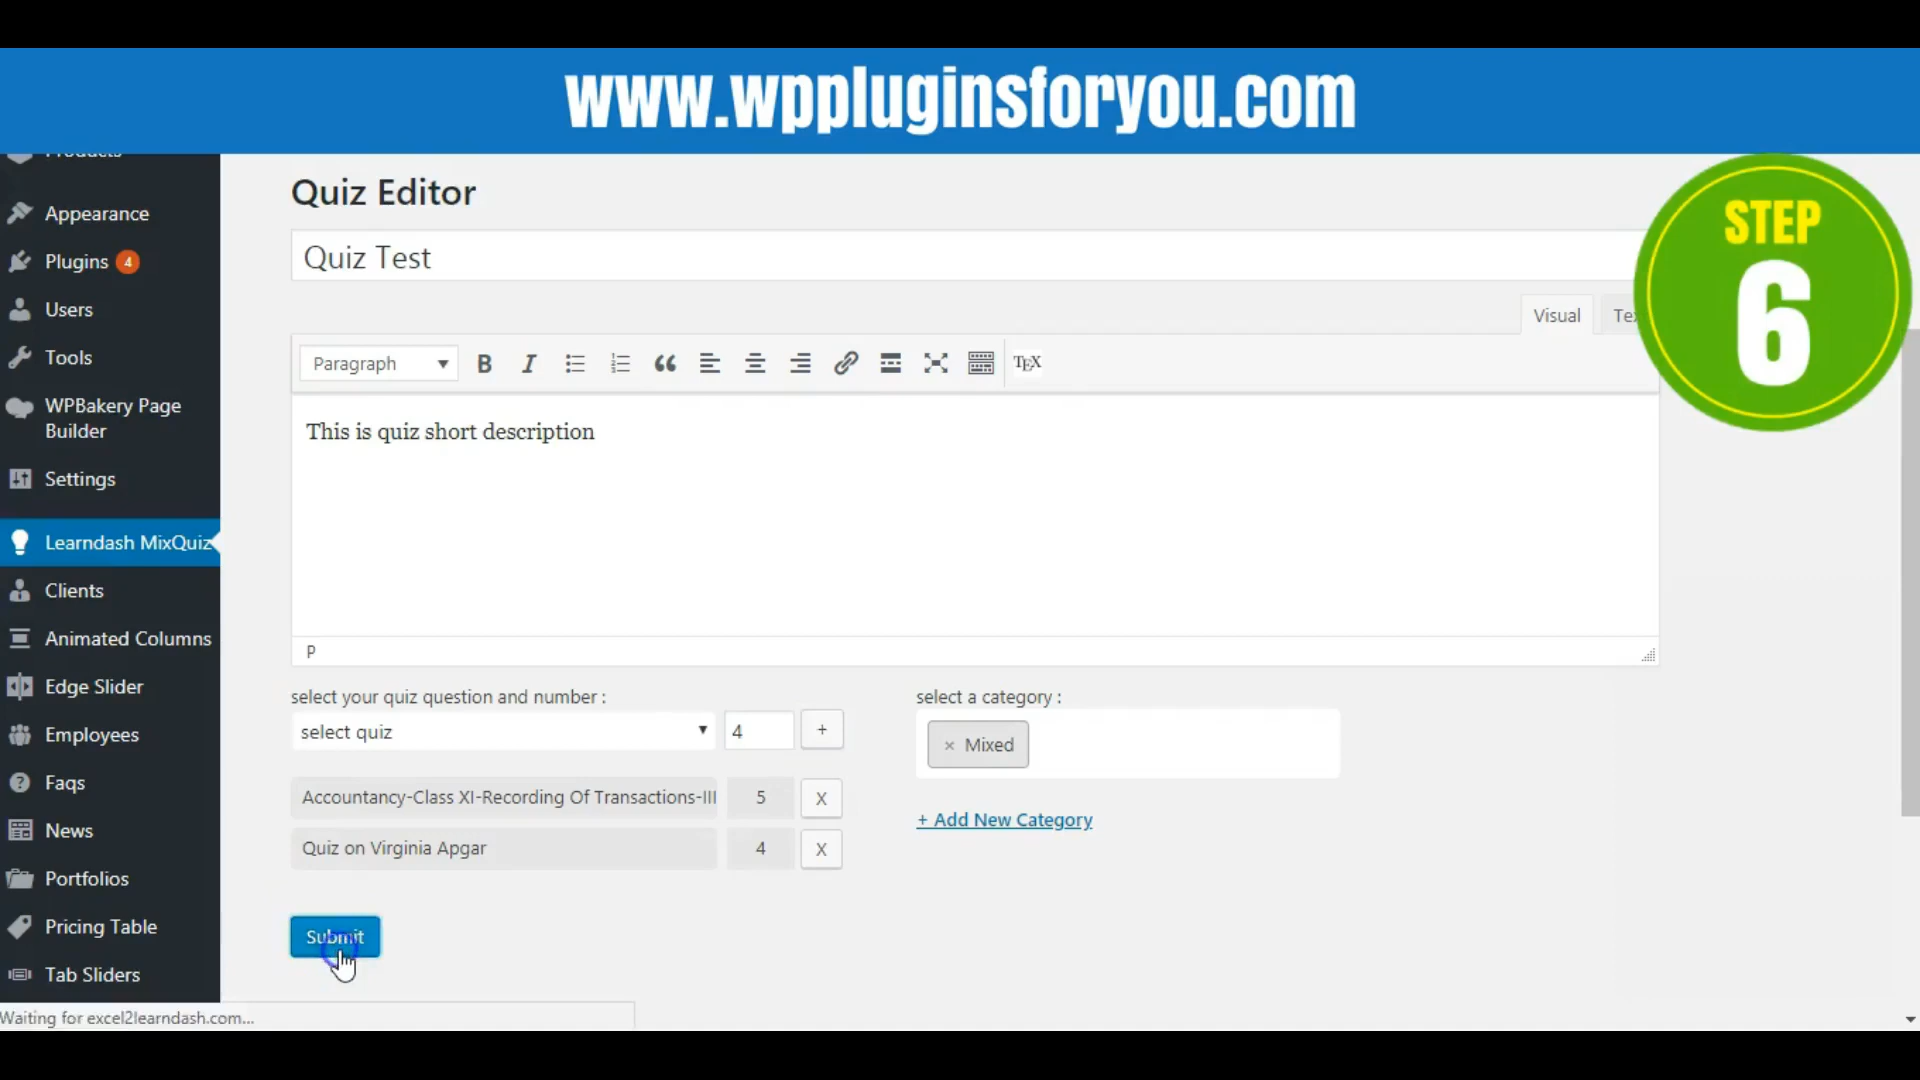 www.wppluginsforyou.com
Products
Appearance
Plugins 4
Users
Tools
WPBakery Page
Builder
Settings
Learndash MixQuiz
Clients
Animated Columns
Edge Slider
Employees
Faqs
News
Portfolios
Pricing Table
Tab Sliders
Quiz Editor
Quiz Test
STEP
6
Visual
Paragraph
B
I
TEX
This is quiz short description
P
select your quiz question and number :
select quiz
4
+
Accountancy-Class XI-Recording Of Transactions-III
5
X
Quiz on Virginia Apgar
4
X
select a category :
× Mixed
+ Add New Category
Submit
Waiting for excel2learndash.com...